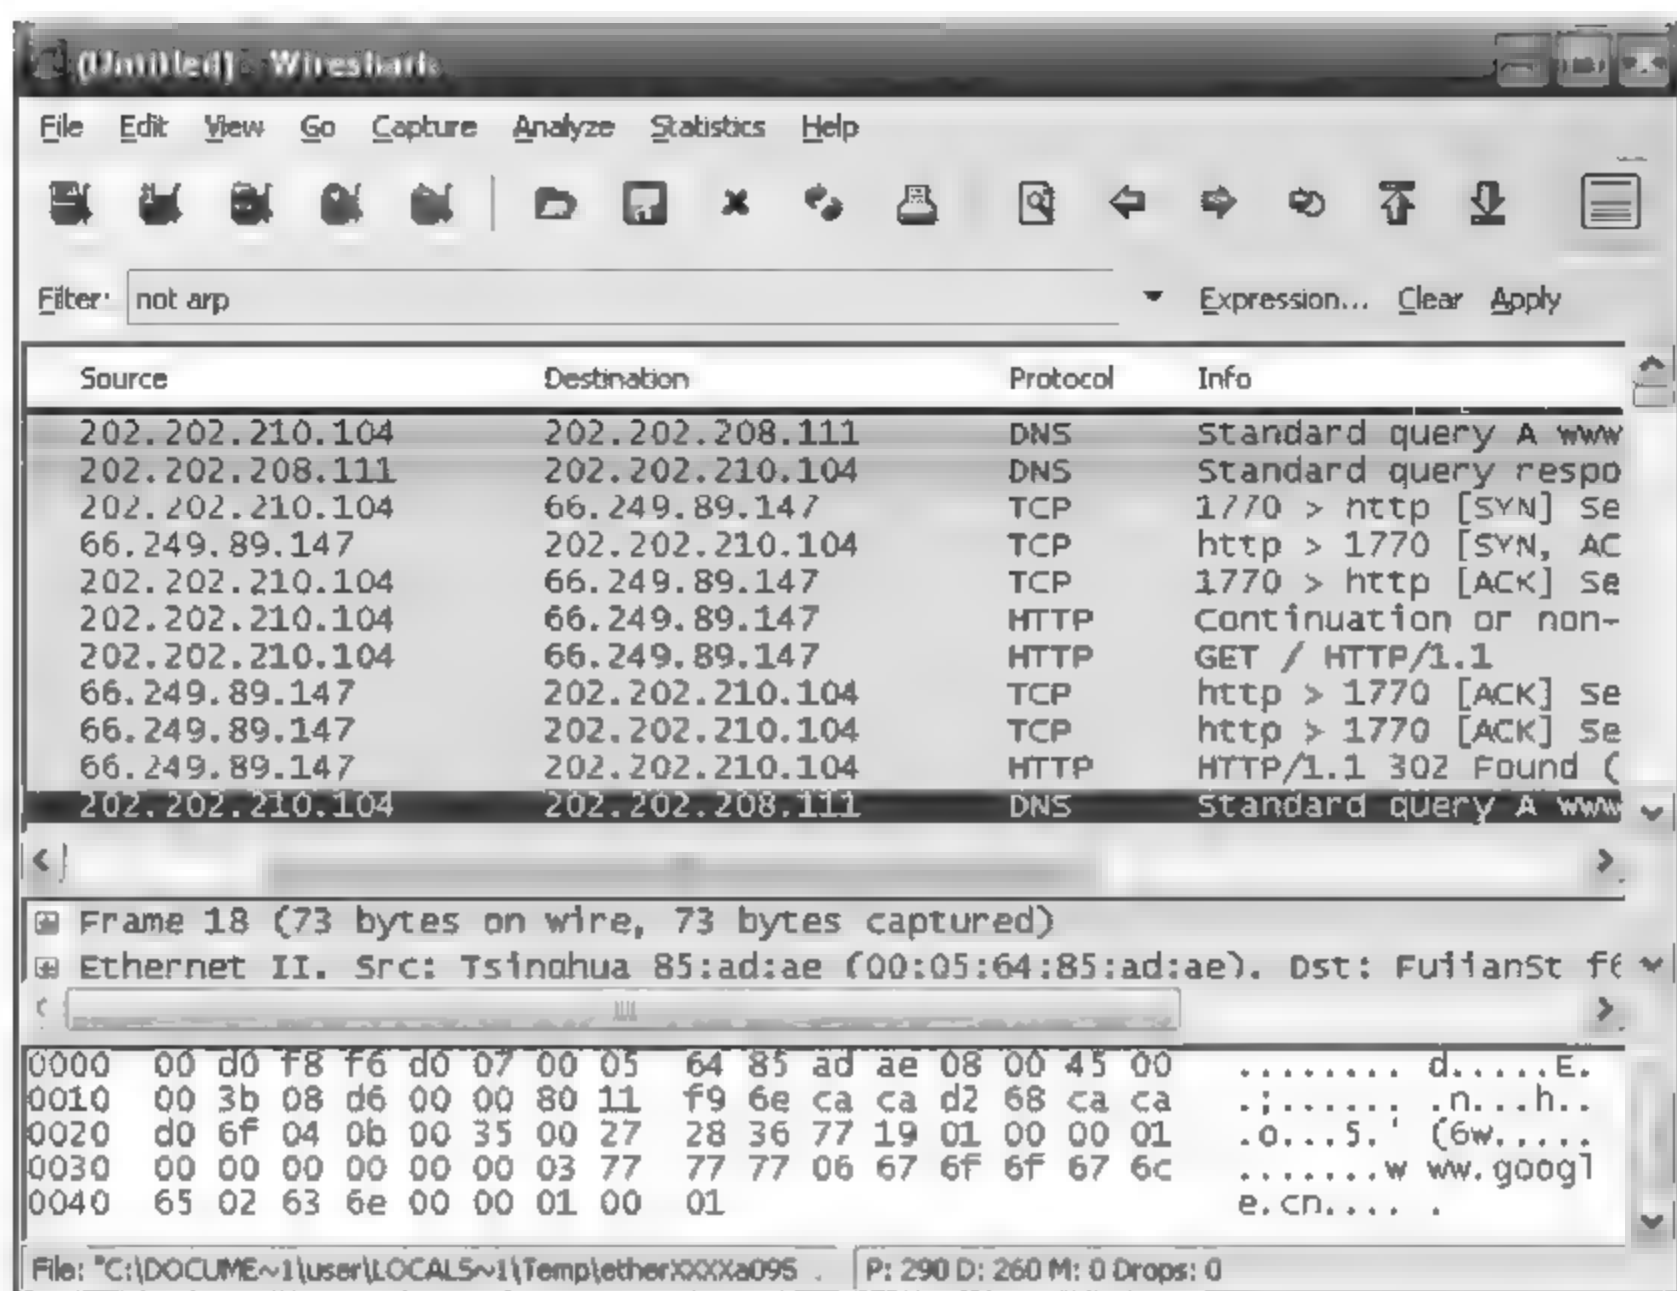 (Untitled) - Wireshark
File Edit View Go Capture Analyze Statistics Help
Filter: not arp Expression... Clear Apply
Source Destination Protocol Info
202.202.210.104 202.202.208.111 DNS Standard query A www
202.202.208.111 202.202.210.104 DNS Standard query respo
202.202.210.104 66.249.89.147 TCP 1770 > http [SYN] Se
66.249.89.147 202.202.210.104 TCP http > 1770 [SYN, AC
202.202.210.104 66.249.89.147 TCP 1770 > http [ACK] Se
202.202.210.104 66.249.89.147 HTTP Continuation or non-
202.202.210.104 66.249.89.147 HTTP GET / HTTP/1.1
66.249.89.147 202.202.210.104 TCP http > 1770 [ACK] Se
66.249.89.147 202.202.210.104 TCP http > 1770 [ACK] Se
66.249.89.147 202.202.210.104 HTTP HTTP/1.1 302 Found (
202.202.210.104 202.202.208.111 DNS Standard query A www
Frame 18 (73 bytes on wire, 73 bytes captured)
Ethernet II, Src: Tsinghua_85:ad:ae (00:05:64:85:ad:ae), Dst: FujianSt_f6
0000 00 d0 f8 f6 d0 07 00 05 64 85 ad ae 08 00 45 00 ........ d.....E.
0010 00 3b 08 d6 00 00 80 11 f9 6e ca ca d2 68 ca ca .;...... .n...h..
0020 d0 6f 04 0b 00 35 00 27 28 36 77 19 01 00 00 01 .o...5.' (6w.....
0030 00 00 00 00 00 00 03 77 77 77 06 67 6f 6f 67 6c .......w ww.googl
0040 65 02 63 6e 00 00 01 00 01 e.cn.... .
File: "C:\DOCUME~1\user\LOCALS~1\Temp\etherXXXXa095 . P: 290 D: 260 M: 0 Drops: 0